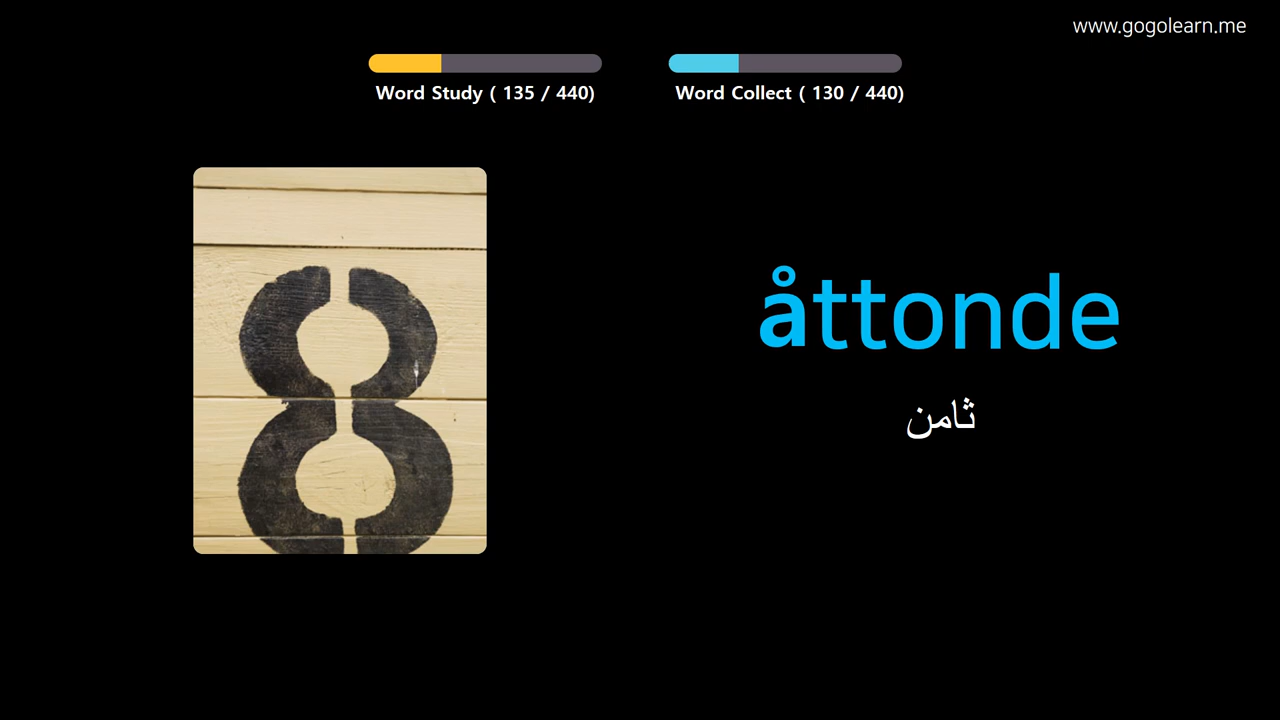 www.gogolearn.me
Word Study ( 135 / 440)
Word Collect ( 130 / 440)
8
åttonde
ثامن